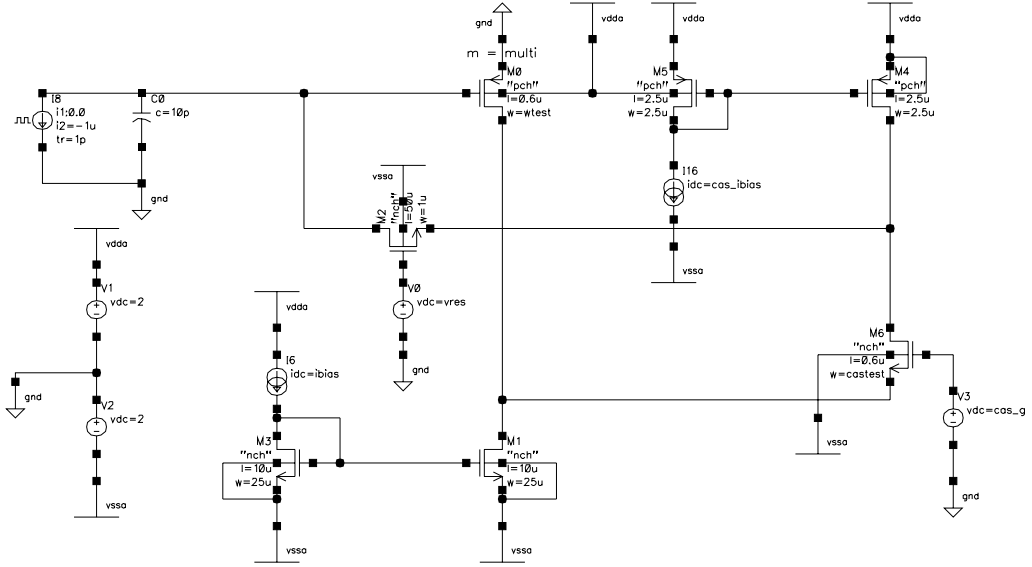 gnd
vdda
vdda
vdda
m = multi
M0
"pch"
l=0.6u
w=wtest
M5
"pch"
l=2.5u
w=2.5u
M4
"pch"
l=2.5u
w=2.5u
I8
i1:0.0
i2=-1u
tr=1p
C0
c=10p
gnd
I16
idc=cas_ibias
vssa
vssa
M2
"nch"
l=50u
w=1u
V0
vdc=vres
gnd
vdda
V1
vdc=2
gnd
V2
vdc=2
vssa
vdda
I6
idc=ibias
M3
"nch"
l=10u
w=25u
vssa
M1
"nch"
l=10u
w=25u
vssa
M6
"nch"
l=0.6u
w=castest
vssa
V3
vdc=cas_g
gnd